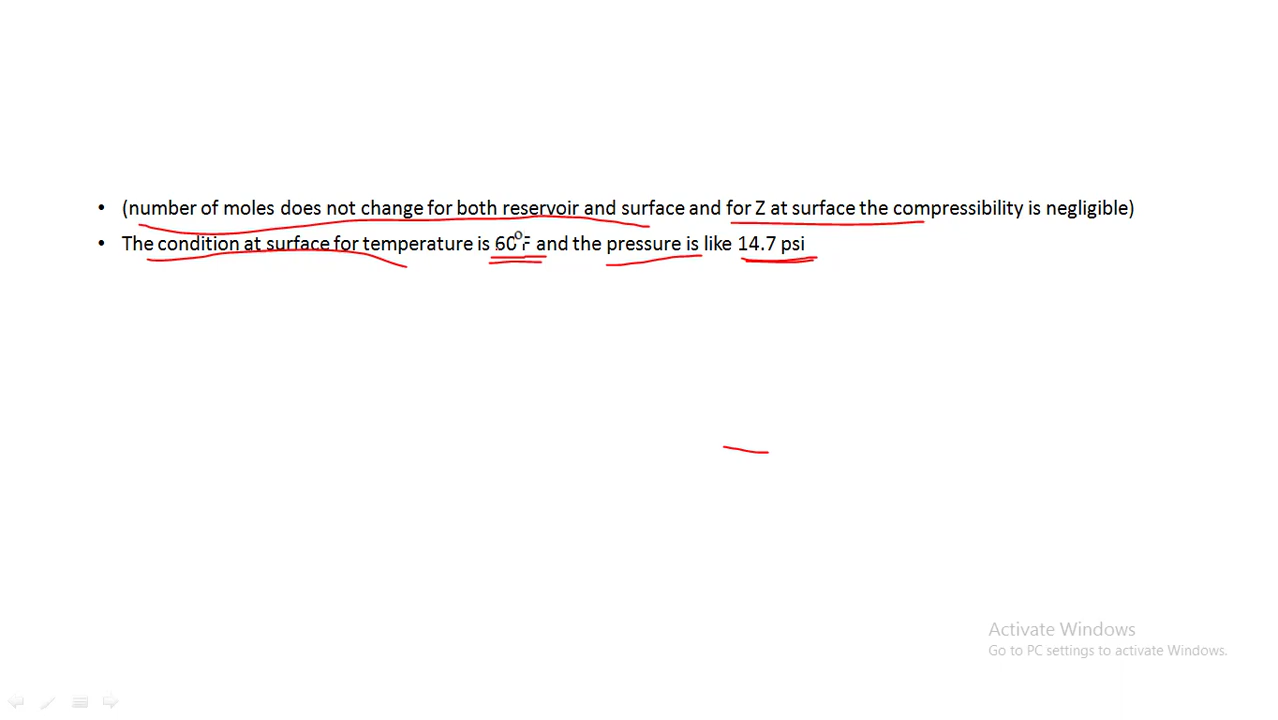 • (number of moles does not change for both reservoir and surface and for Z at surface the compressibility is negligible)
• The condition at surface for temperature is 60°F and the pressure is like 14.7 psi
Activate Windows
Go to PC settings to activate Windows.